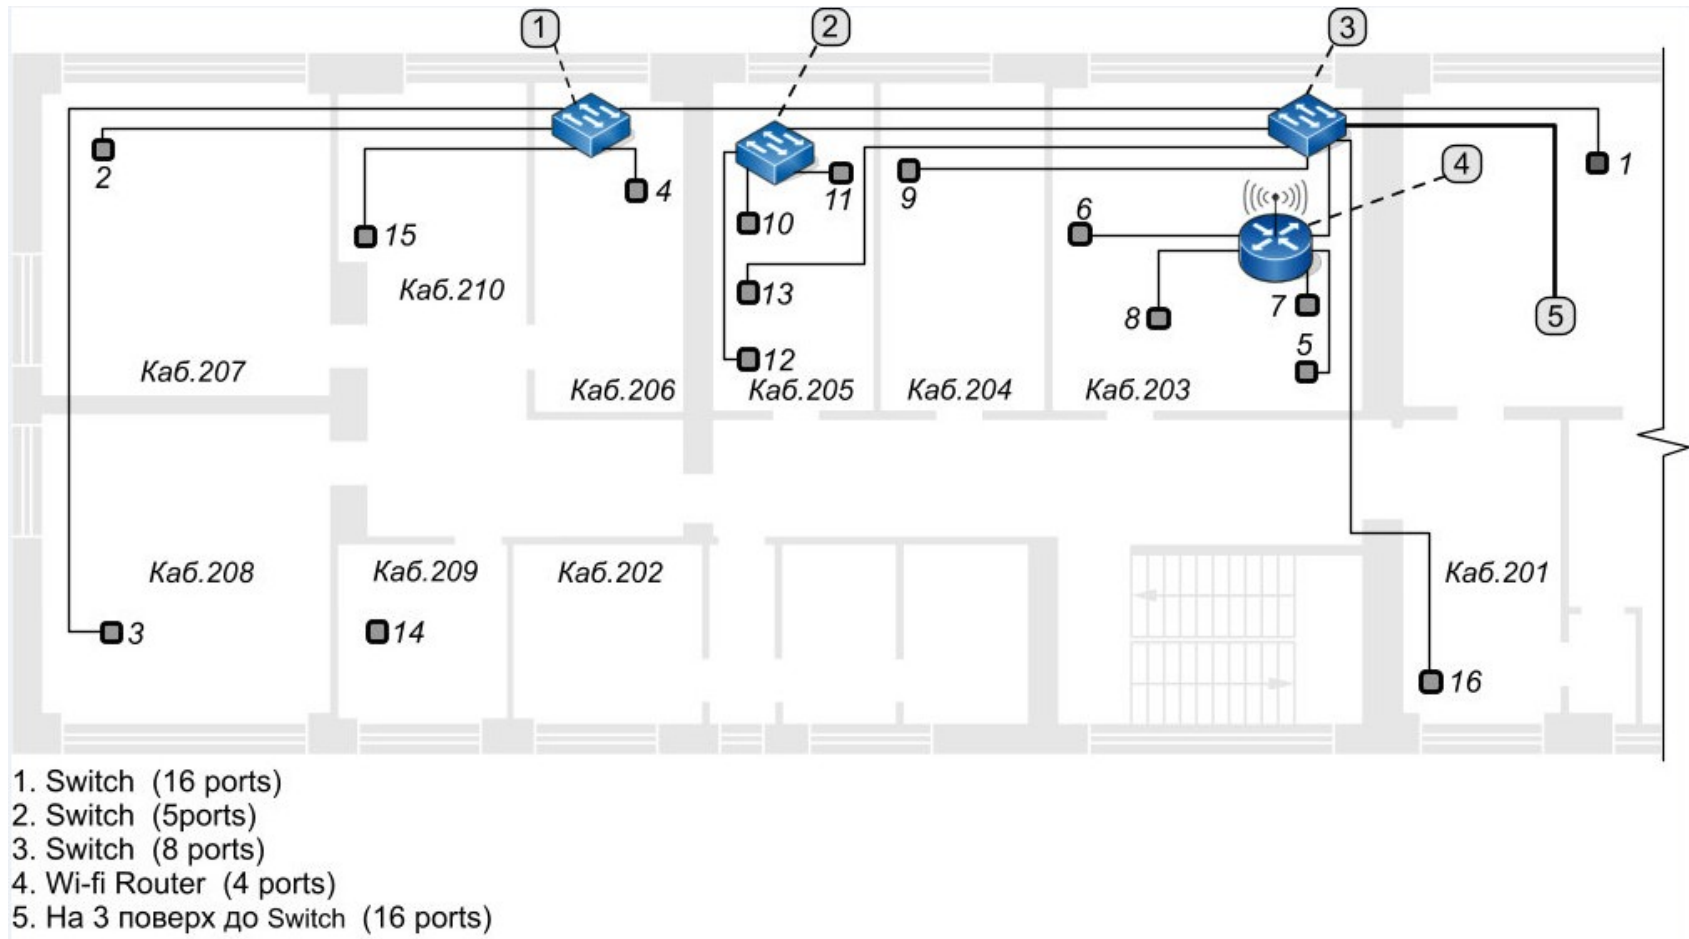 1
2
3
2
4
15
11
10
9
6
4
1
13
8
7
5
5
12
Каб.210
Каб.207
Каб.206
Каб.205
Каб.204
Каб.203
Каб.208
Каб.209
Каб.202
Каб.201
3
14
16
1. Switch (16 ports)
2. Switch (5ports)
3. Switch (8 ports)
4. Wi-fi Router (4 ports)
5. На 3 поверх до Switch (16 ports)